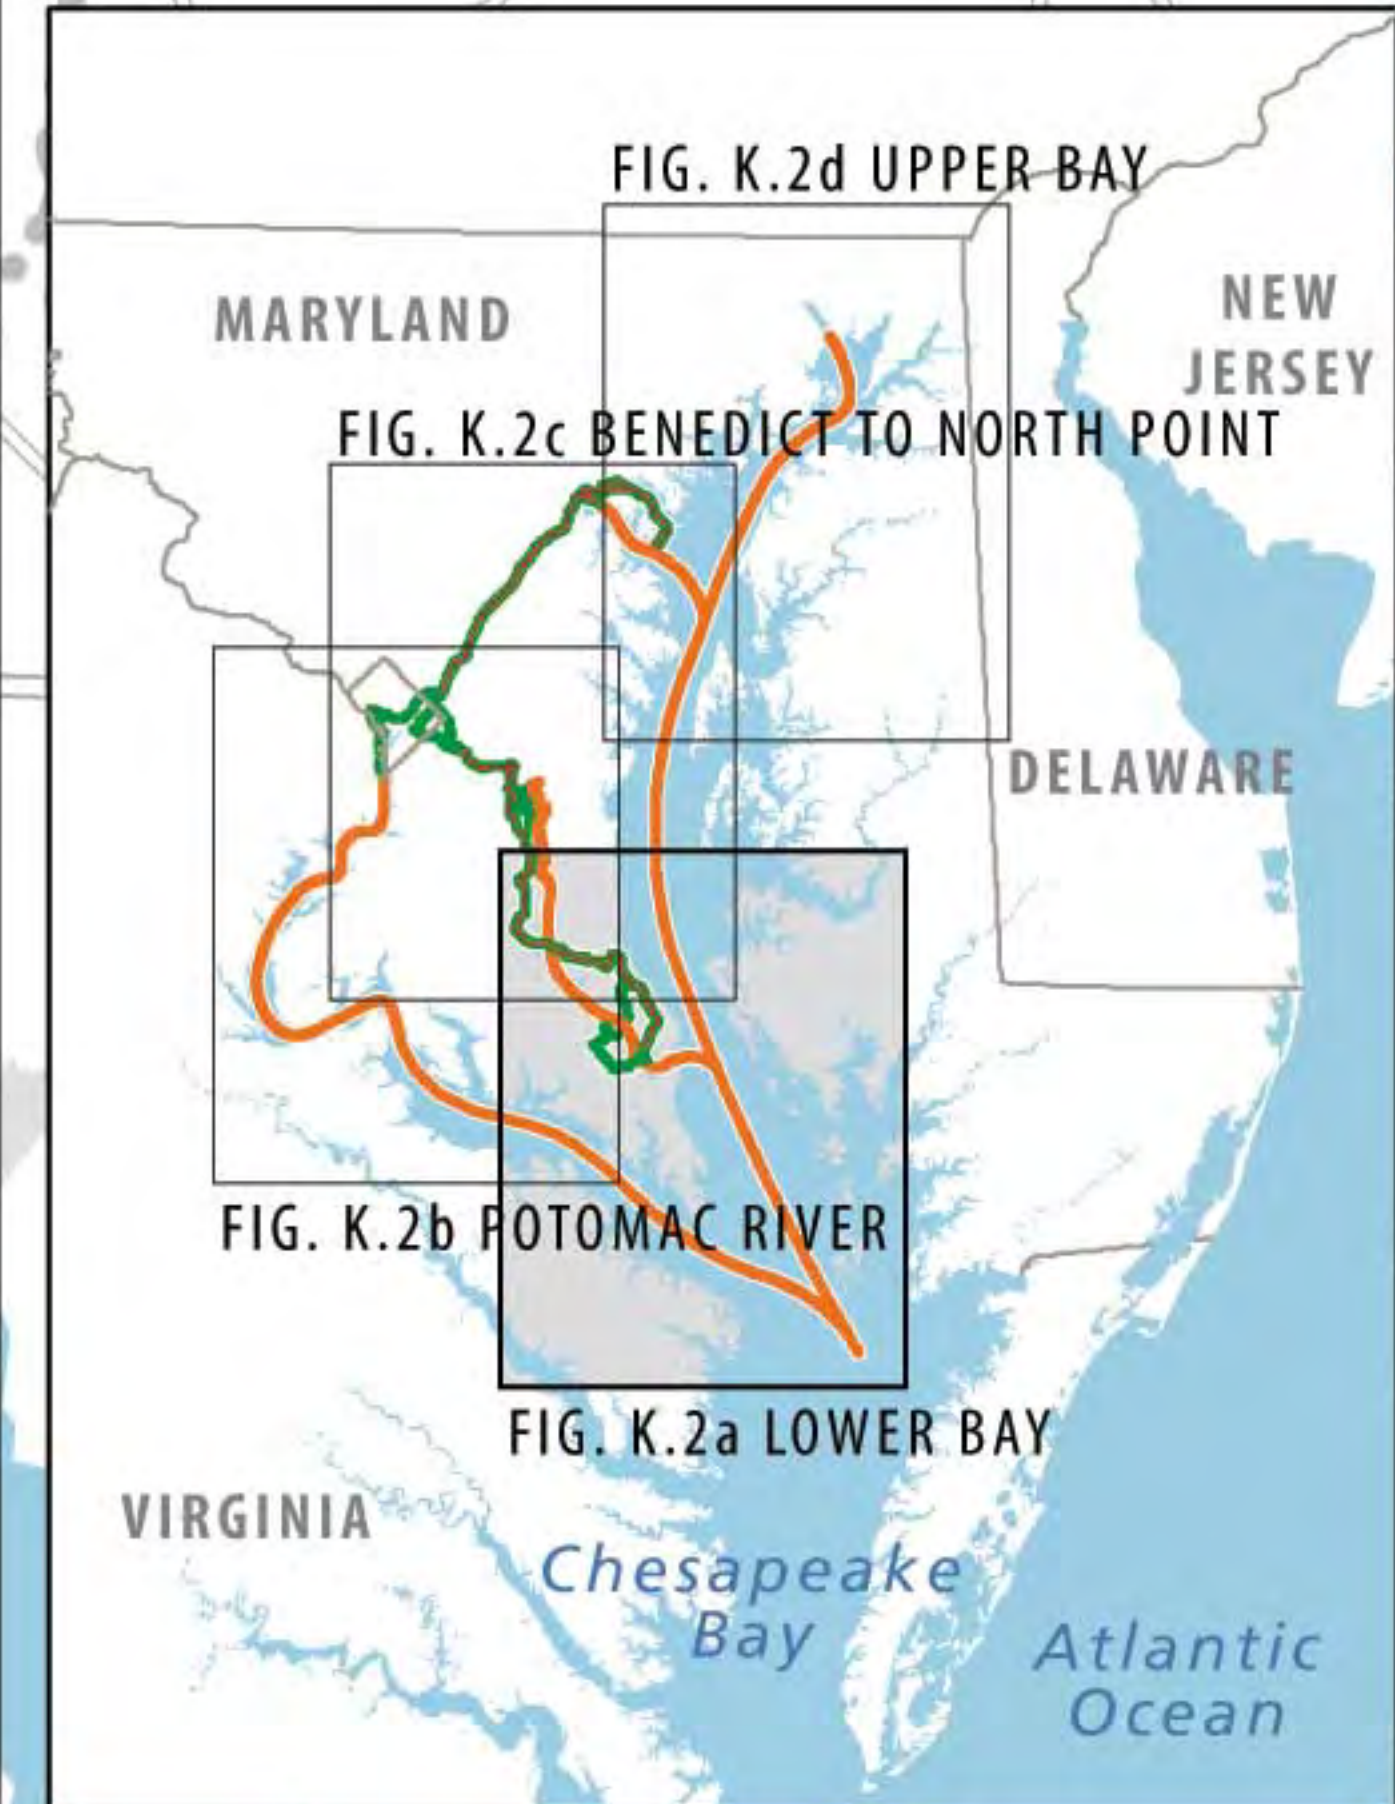 FIG. K.2d UPPER BAY
MARYLAND
NEW
JERSEY
FIG. K.2c BENEDICT TO NORTH POINT
DELAWARE
FIG. K.2b POTOMAC RIVER
FIG. K.2a LOWER BAY
VIRGINIA
Chesapeake
Bay
Atlantic
Ocean